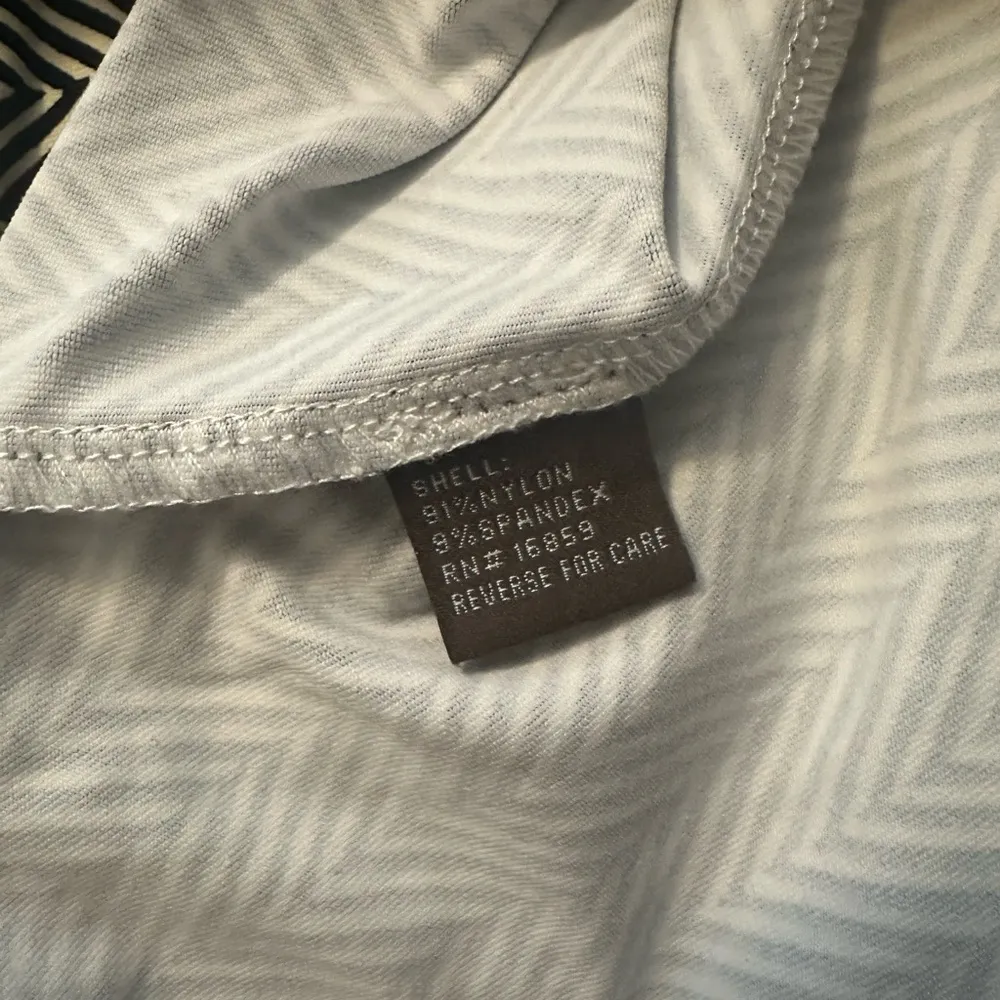 SHELL:
91%NYLON
9%SPANDEX
RN#16859
REVERSE FOR CARE